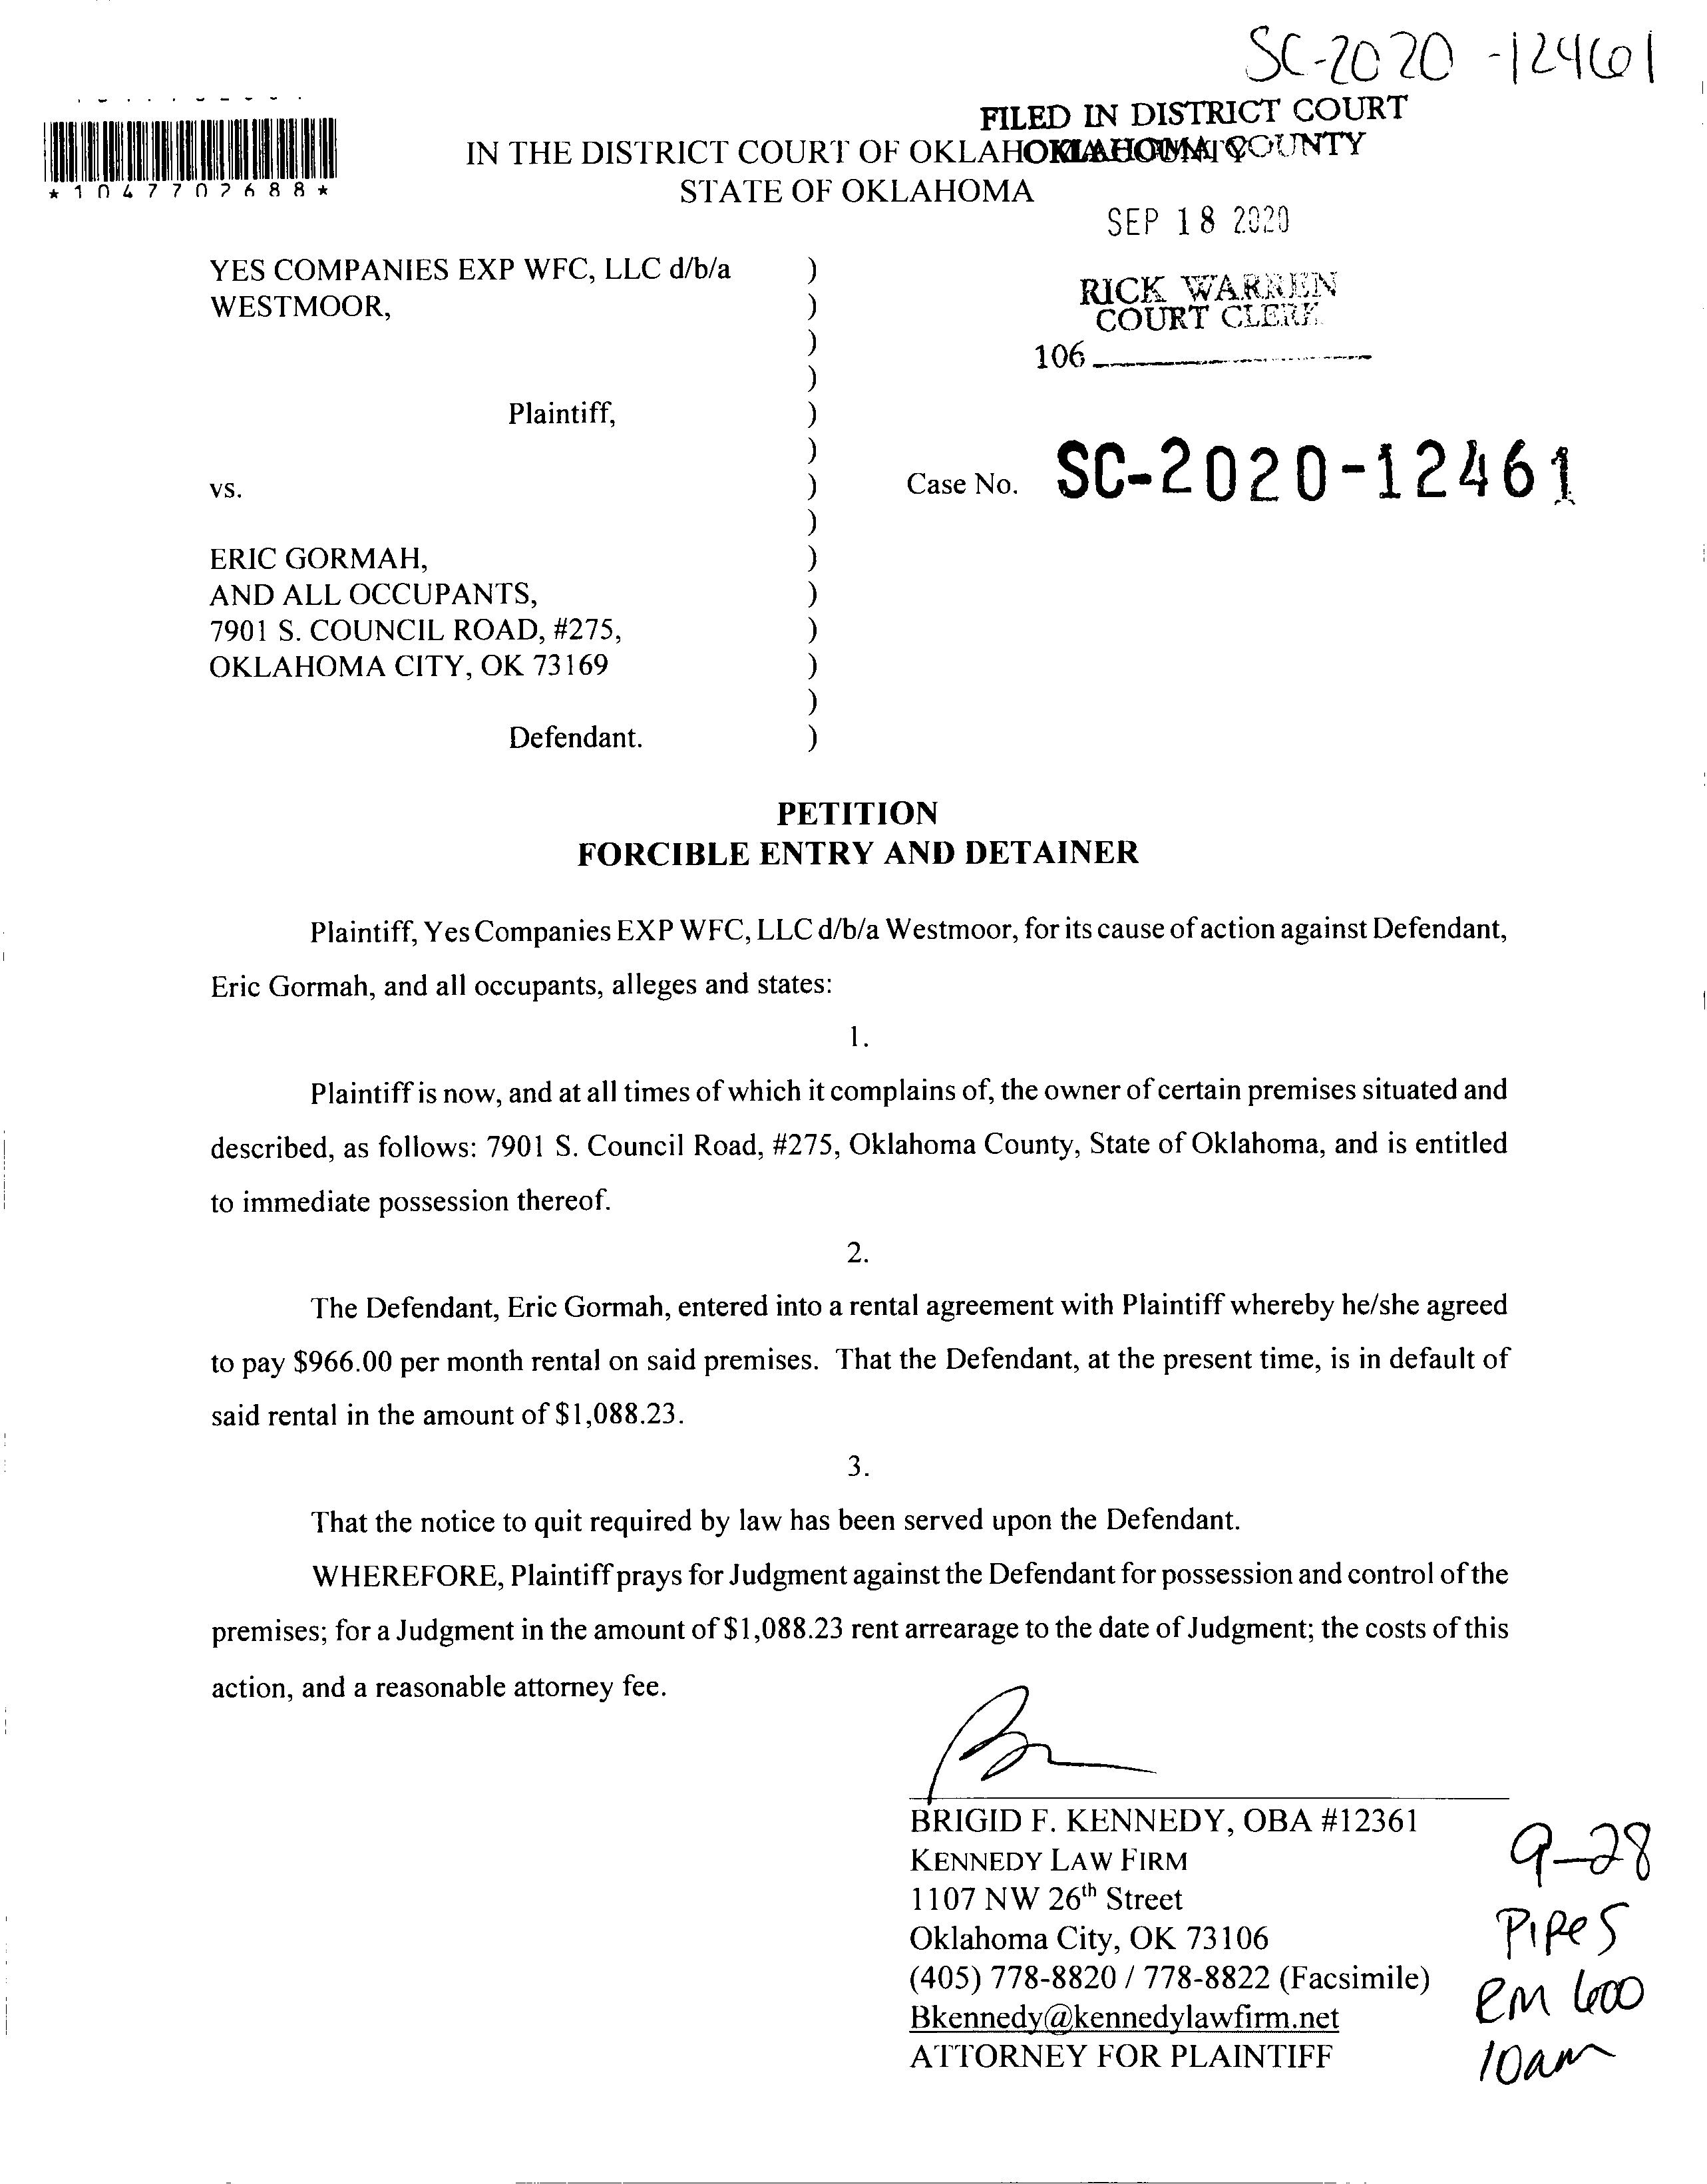 SC-2020-12461
FILED IN DISTRICT COURT
OKLAHOMA COUNTY
*1047702688*
IN THE DISTRICT COURT OF OKLAHOMA COUNTY
STATE OF OKLAHOMA
SEP 18 2020
RICK WARREN
COURT CLERK
106
YES COMPANIES EXP WFC, LLC d/b/a )
WESTMOOR, )
)
)
Plaintiff, )
)
vs. ) Case No. SC-2020-12461
)
ERIC GORMAH, )
AND ALL OCCUPANTS, )
7901 S. COUNCIL ROAD, #275, )
OKLAHOMA CITY, OK 73169 )
)
Defendant. )
PETITION
FORCIBLE ENTRY AND DETAINER
Plaintiff, Yes Companies EXP WFC, LLC d/b/a Westmoor, for its cause of action against Defendant,
Eric Gormah, and all occupants, alleges and states:
1.
Plaintiff is now, and at all times of which it complains of, the owner of certain premises situated and
described, as follows: 7901 S. Council Road, #275, Oklahoma County, State of Oklahoma, and is entitled
to immediate possession thereof.
2.
The Defendant, Eric Gormah, entered into a rental agreement with Plaintiff whereby he/she agreed
to pay $966.00 per month rental on said premises. That the Defendant, at the present time, is in default of
said rental in the amount of $1,088.23.
3.
That the notice to quit required by law has been served upon the Defendant.
WHEREFORE, Plaintiff prays for Judgment against the Defendant for possession and control of the
premises; for a Judgment in the amount of $1,088.23 rent arrearage to the date of Judgment; the costs of this
action, and a reasonable attorney fee.
BRIGID F. KENNEDY, OBA #12361
KENNEDY LAW FIRM
1107 NW 26th Street
Oklahoma City, OK 73106
(405) 778-8820 / 778-8822 (Facsimile)
Bkennedy@kennedylawfirm.net
ATTORNEY FOR PLAINTIFF
9-28
Pipes
RM 600
10am